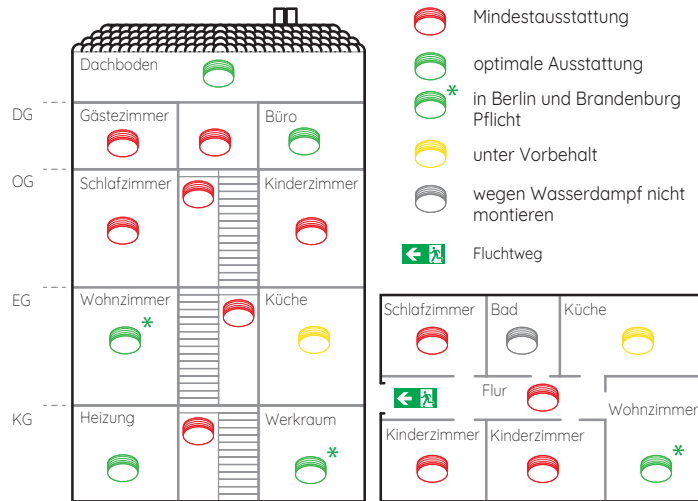 Dachboden
DG
Gästezimmer
Büro
OG
Schlafzimmer
Kinderzimmer
EG
Wohnzimmer
*
Küche
KG
Heizung
Werkraum
*
Mindestausstattung
optimale Ausstattung
*
in Berlin und Brandenburg
Pflicht
unter Vorbehalt
wegen Wasserdampf nicht
montieren
Fluchtweg
Schlafzimmer
Bad
Küche
Flur
Wohnzimmer
*
Kinderzimmer
Kinderzimmer